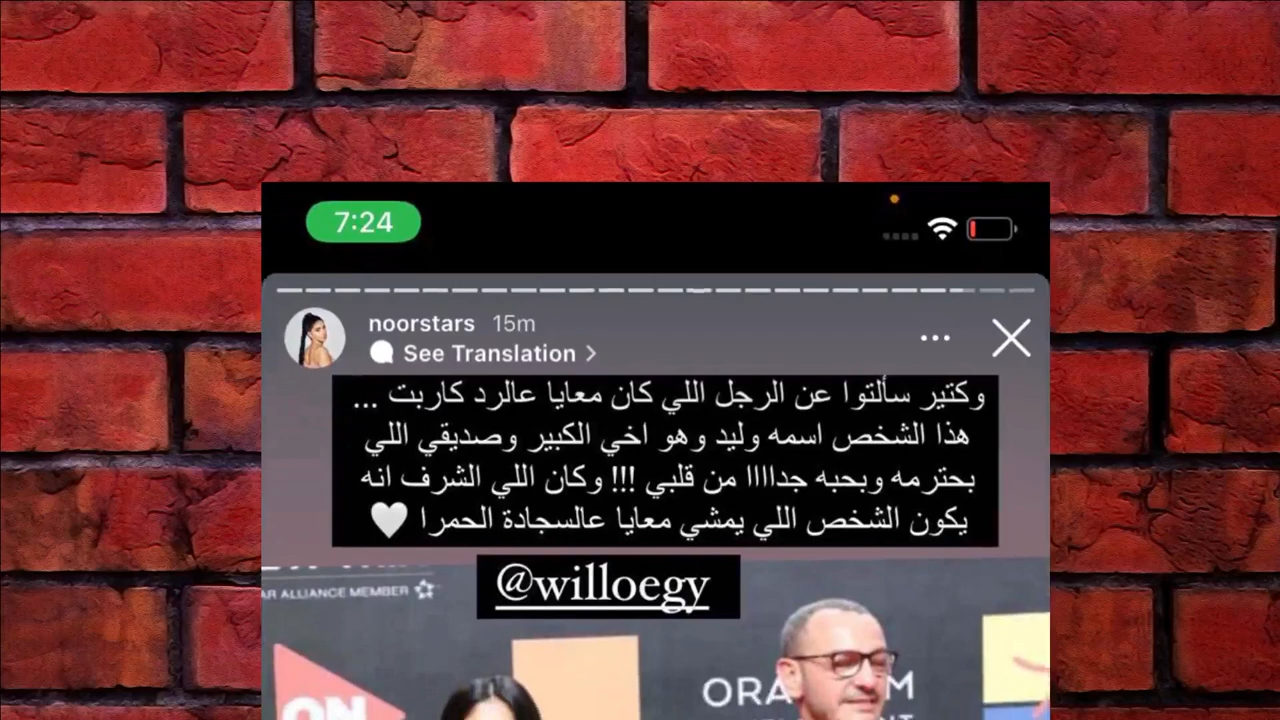 7:24
noorstars 15m
See Translation >
وكتير سألتوا عن الرجل اللي كان معايا عالرد كاربت ...
هذا الشخص اسمه وليد وهو اخي الكبير وصديقي اللي
بحترمه وبحبه جداااا من قلبي !!! وكان اللي الشرف انه
يكون الشخص اللي يمشي معايا عالسجادة الحمرا 🤍
@willoegy
ALLIANCE MEMBER
ON